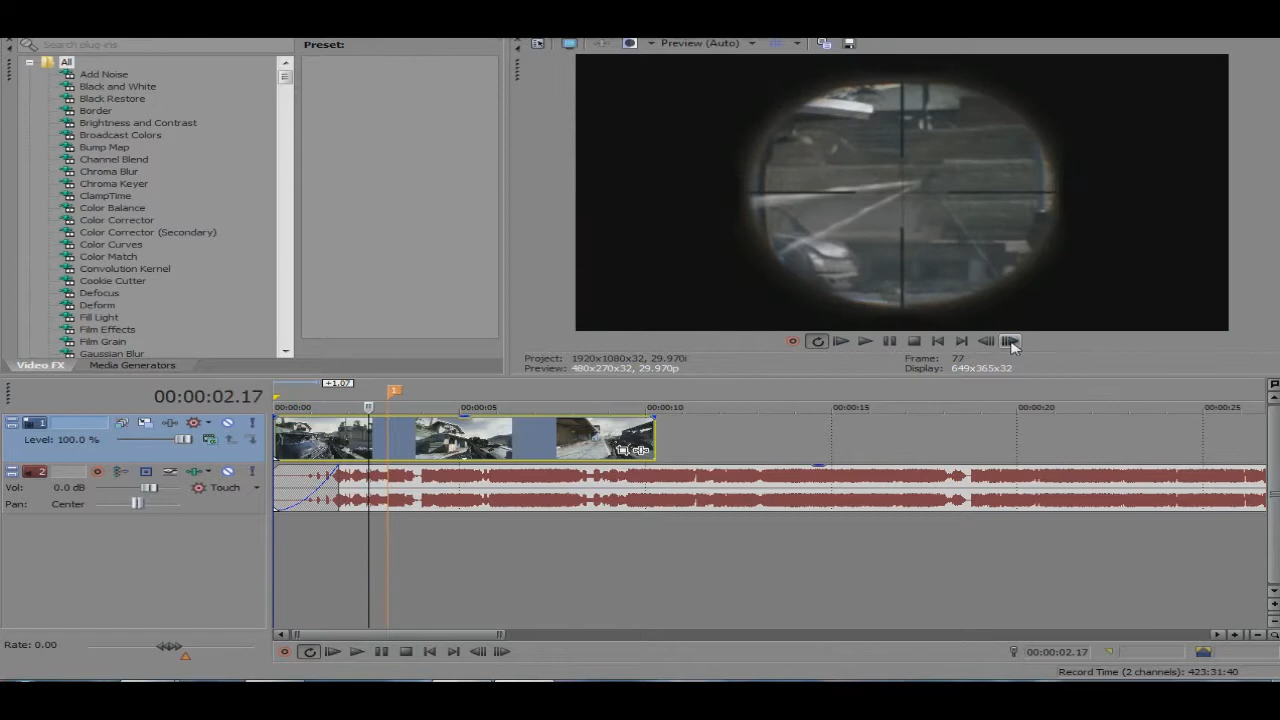 Search plug-ins
Preset:
Preview (Auto)
All
Add Noise
Black and White
Black Restore
Border
Brightness and Contrast
Broadcast Colors
Bump Map
Channel Blend
Chroma Blur
Chroma Keyer
ClampTime
Color Balance
Color Corrector
Color Corrector (Secondary)
Color Curves
Color Match
Convolution Kernel
Cookie Cutter
Defocus
Deform
Fill Light
Film Effects
Film Grain
Gaussian Blur
Video FX
Media Generators
Project: 1920x1080x32, 29.970i
Frame: 77
Preview: 480x270x32, 29.970p
Display: 649x365x32
00:00:02.17
+1.07
1
00:00:00
00:00:05
00:00:10
00:00:15
00:00:20
00:00:25
1
Level: 100.0 %
2
Vol: 0.0 dB
Touch
Pan: Center
Rate: 0.00
00:00:02.17
Record Time (2 channels): 423:31:40